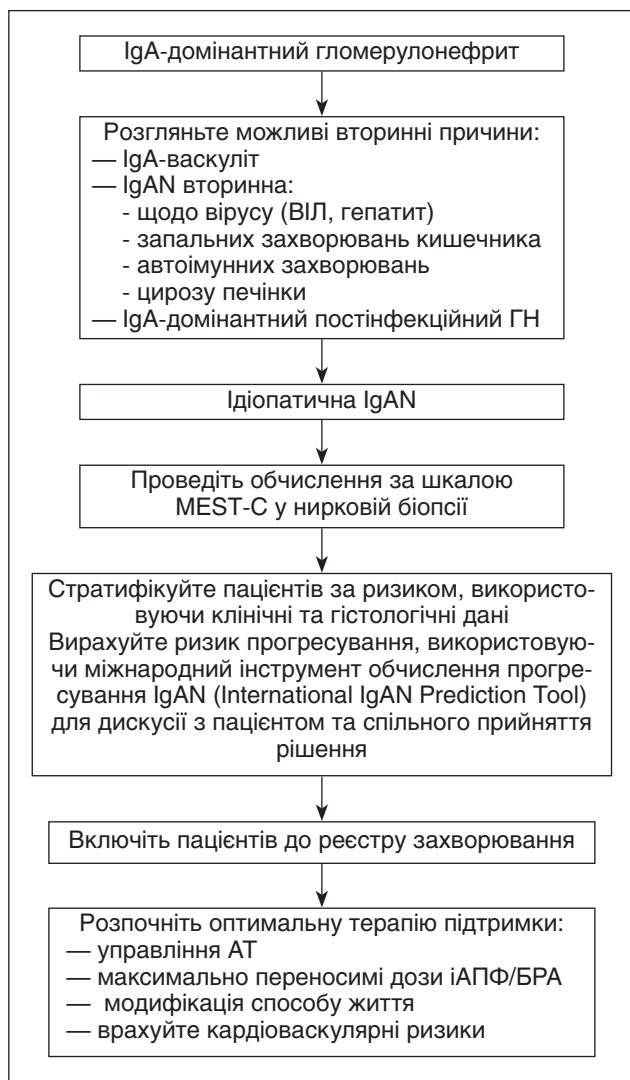 IgA-домінантний гломерулонефрит
Розгляньте можливі вторинні причини:
— IgA-васкуліт
— IgAN вторинна:
- щодо вірусу (ВІЛ, гепатит)
- запальних захворювань кишечника
- автоімунних захворювань
- цирозу печінки
— IgA-домінантний постінфекційний ГН
Ідіопатична IgAN
Проведіть обчислення за шкалою
MEST-C у нирковій біопсії
Стратифікуйте пацієнтів за ризиком, використо-
вуючи клінічні та гістологічні дані
Вирахуйте ризик прогресування, використовую-
чи міжнародний інструмент обчислення прогре-
сування IgAN (International IgAN Prediction Tool)
для дискусії з пацієнтом та спільного прийняття
рішення
Включіть пацієнтів до реєстру захворювання
Розпочніть оптимальну терапію підтримки:
— управління АТ
— максимально переносимі дози іАПФ/БРА
— модифікація способу життя
— врахуйте кардіоваскулярні ризики